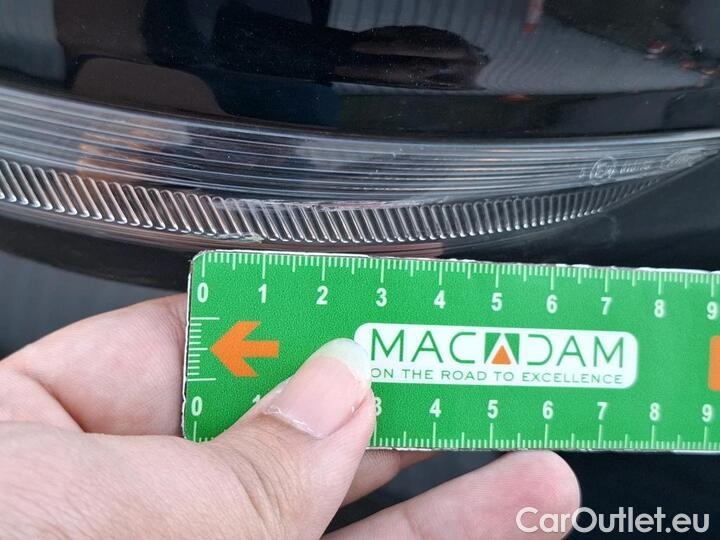 0 1 2 3 4 5 6 7 8 9
MACADAM
ON THE ROAD TO EXCELLENCE
0 1 3 4 5 6 7 8 9
CarOutlet.eu